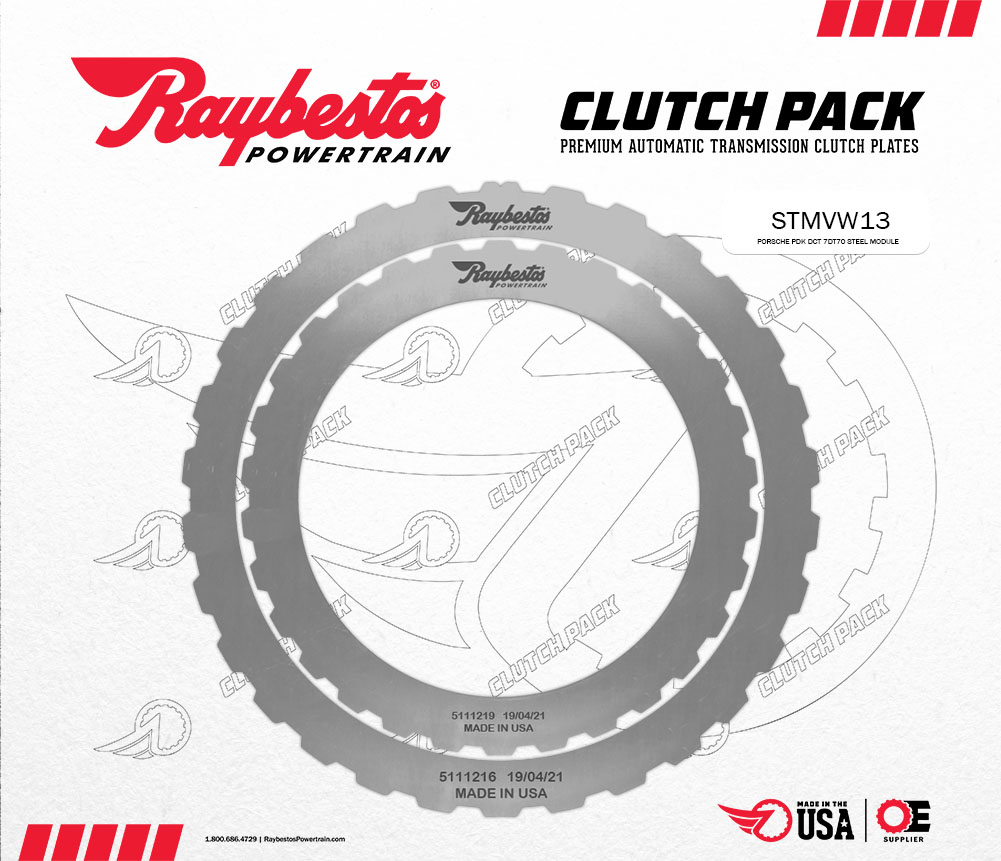 Raybestos®
POWERTRAIN
CLUTCH PACK
PREMIUM AUTOMATIC TRANSMISSION CLUTCH PLATES
STMVW13
PORSCHE PDK DCT 7DT70 STEEL MODULE
Raybestos
POWERTRAIN
Raybestos
POWERTRAIN
CLUTCH PACK
CLUTCH PACK
CLUTCH PACK
CLUTCH PACK
CLUTCH PACK
CLUTCH PACK
CLUTCH PACK
CLUTCH PACK
CLUTCH PACK
5111219 19/04/21
MADE IN USA
5111216 19/04/21
MADE IN USA
MADE IN THE
USA
OE
SUPPLIER
1.800.686.4729 | RaybestosPowertrain.com